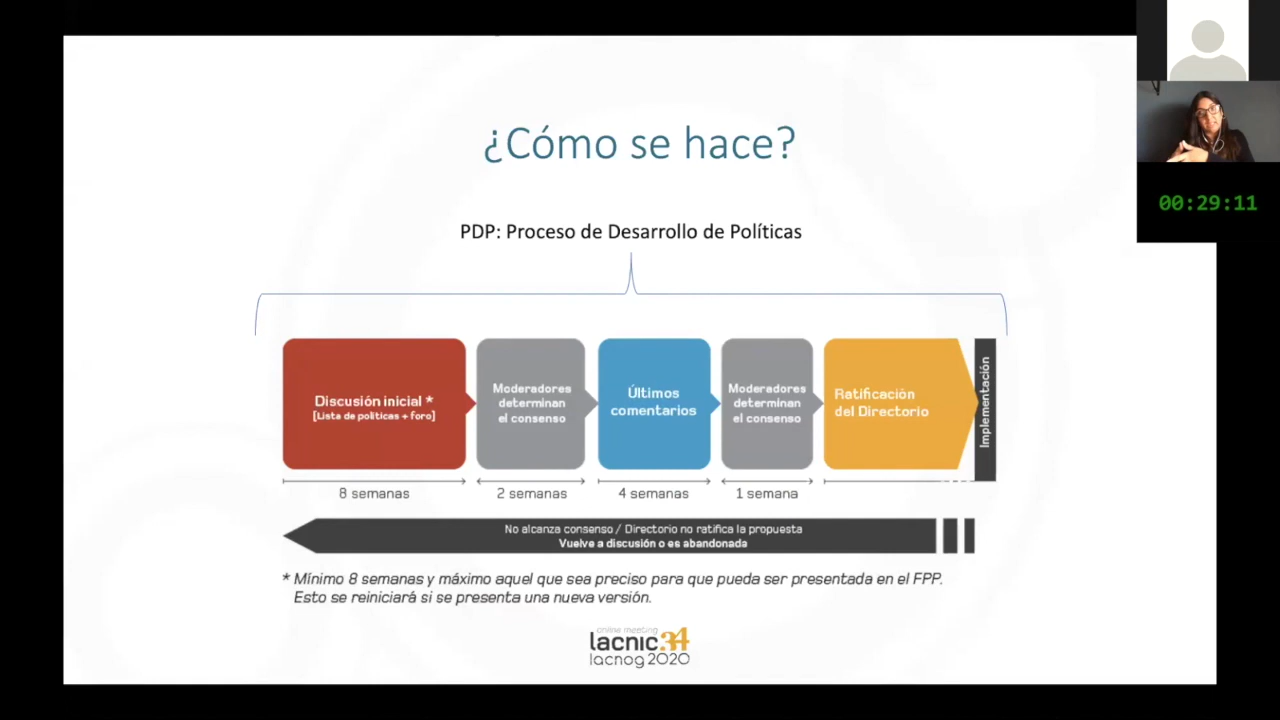 ¿Cómo se hace?
00:29:11
PDP: Proceso de Desarrollo de Políticas
Discusión inicial *
[Lista de políticas + foro]
Moderadores
determinan
el consenso
Últimos
comentarios
Moderadores
determinan
el consenso
Ratificación
del Directorio
Implementación
8 semanas
2 semanas
4 semanas
1 semana
No alcanza consenso / Directorio no ratifica la propuesta
Vuelve a discusión o es abandonada
* Mínimo 8 semanas y máximo aquel que sea preciso para que pueda ser presentada en el FPP.
Esto se reiniciará si se presenta una nueva versión.
online meeting
lacnic34
lacnog2020